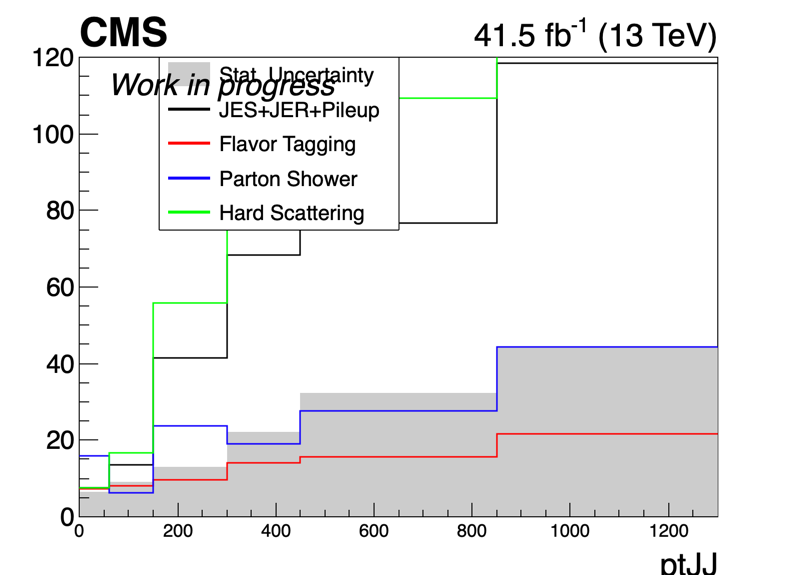 CMS
41.5 fb-1 (13 TeV)
Work in progress
Stat. Uncertainty
JES+JER+Pileup
Flavor Tagging
Parton Shower
Hard Scattering
120
100
80
60
40
20
0
0 200 400 600 800 1000 1200
ptJJ